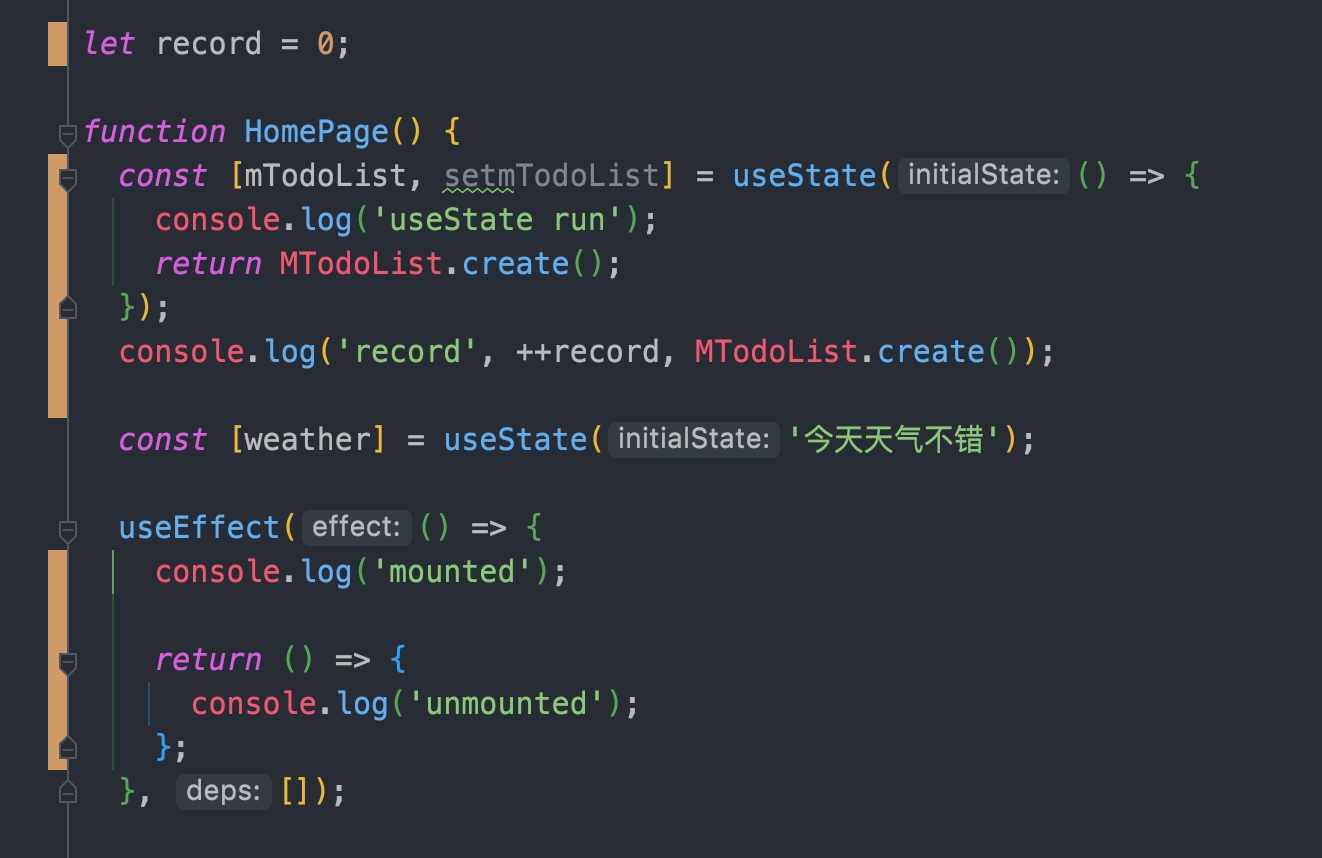 let record = 0;
function HomePage() {
const [mTodoList, setmTodoList] = useState( initialState: () => {
console.log('useState run');
return MTodoList.create();
});
console.log('record', ++record, MTodoList.create());
const [weather] = useState( initialState: '今天天气不错');
useEffect( effect: () => {
console.log('mounted');
return () => {
console.log('unmounted');
};
}, deps: []);